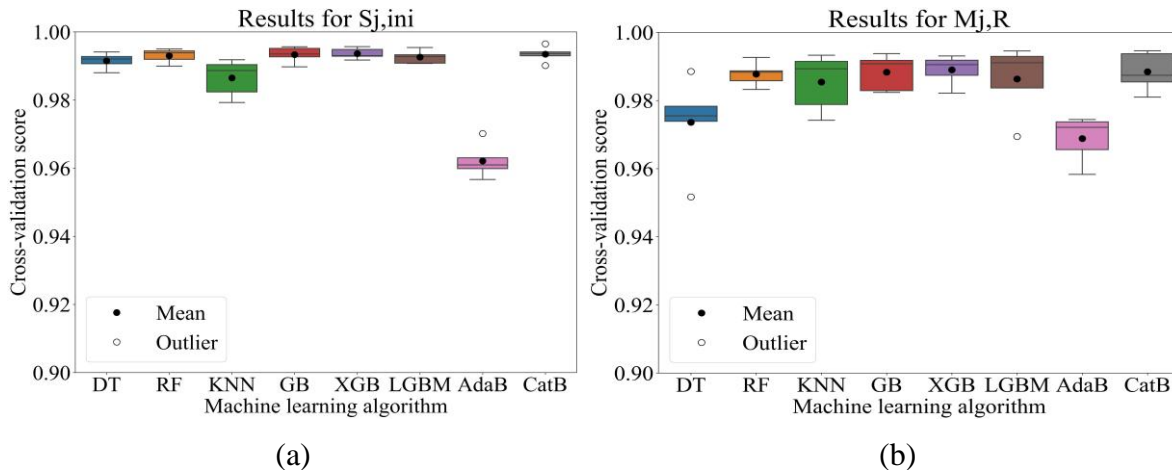 Results for Sj,ini
Cross-validation score
1.00
0.98
0.96
0.94
0.92
0.90
Mean
Outlier
DT RF KNN GB XGB LGBM AdaB CatB
Machine learning algorithm
(a)
Results for Mj,R
Cross-validation score
1.00
0.98
0.96
0.94
0.92
0.90
Mean
Outlier
DT RF KNN GB XGB LGBM AdaB CatB
Machine learning algorithm
(b)